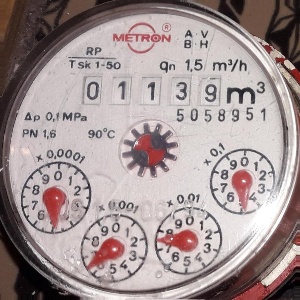 METRON ®
A-V
B-H
RP
Tsk 1-50
qn 1,5 m³/h
01139 m³
Δp 0,1 MPa
5058951
PN 1,6
90°C
x 0,0001
x 0,1
x 0,001
x 0,01